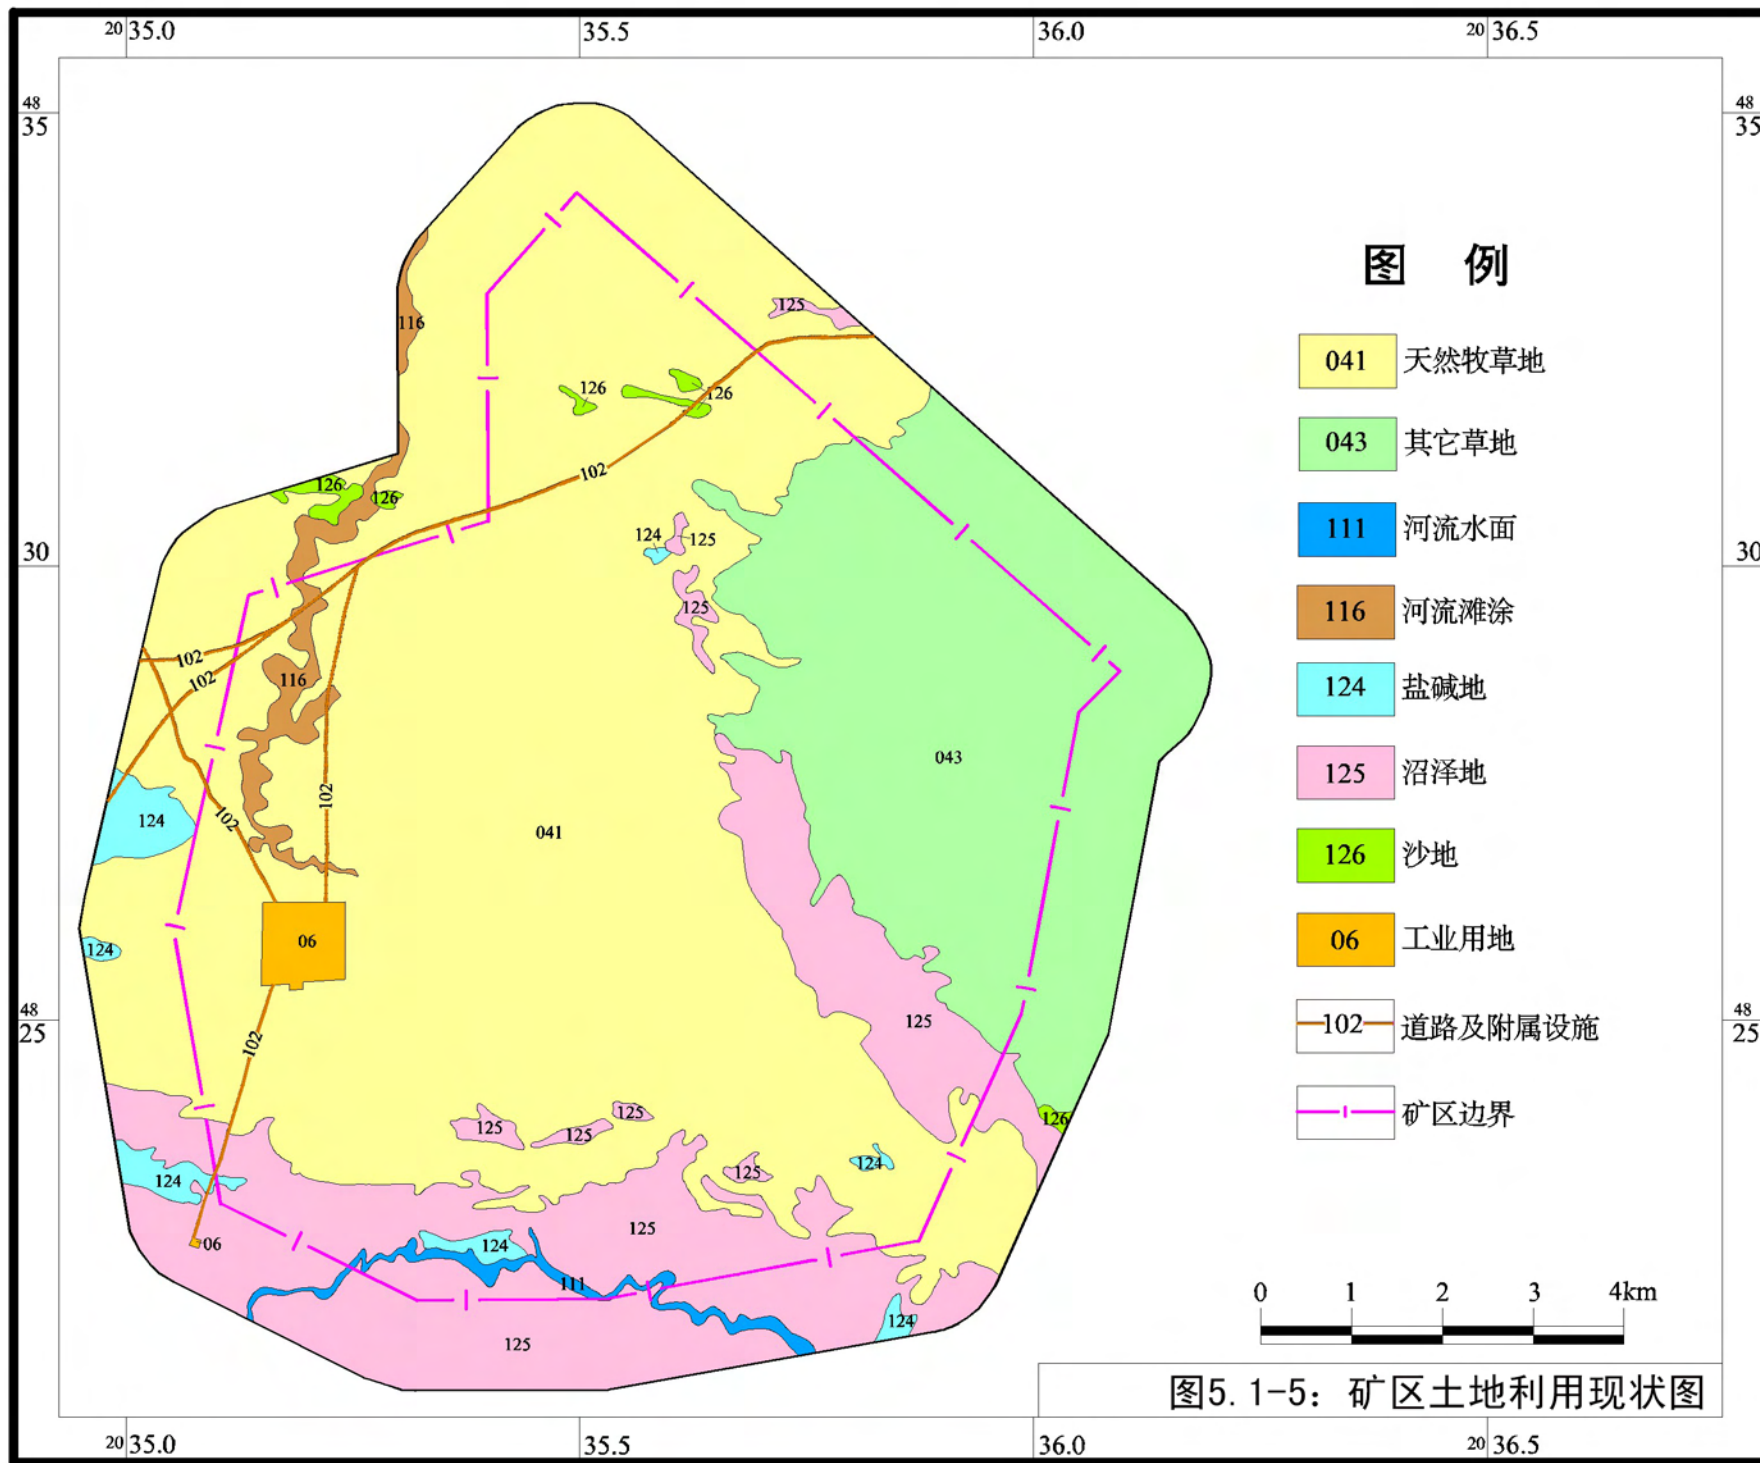 20 35.0 35.5 36.0 20 36.5
48 35 48 35
125
116
126 126
102
126 126
124 125
30 30
125
102
102
116
043
102
102
124
041
06
124
48 25 48 25
125
102
125 125 125
126
124
125
124
125
06
124
111
124
125
图 例
041 天然牧草地
043 其它草地
111 河流水面
116 河流滩涂
124 盐碱地
125 沼泽地
126 沙地
06 工业用地
102 道路及附属设施
矿区边界
0 1 2 3 4km
图5.1-5：矿区土地利用现状图
20 35.0 35.5 36.0 20 36.5